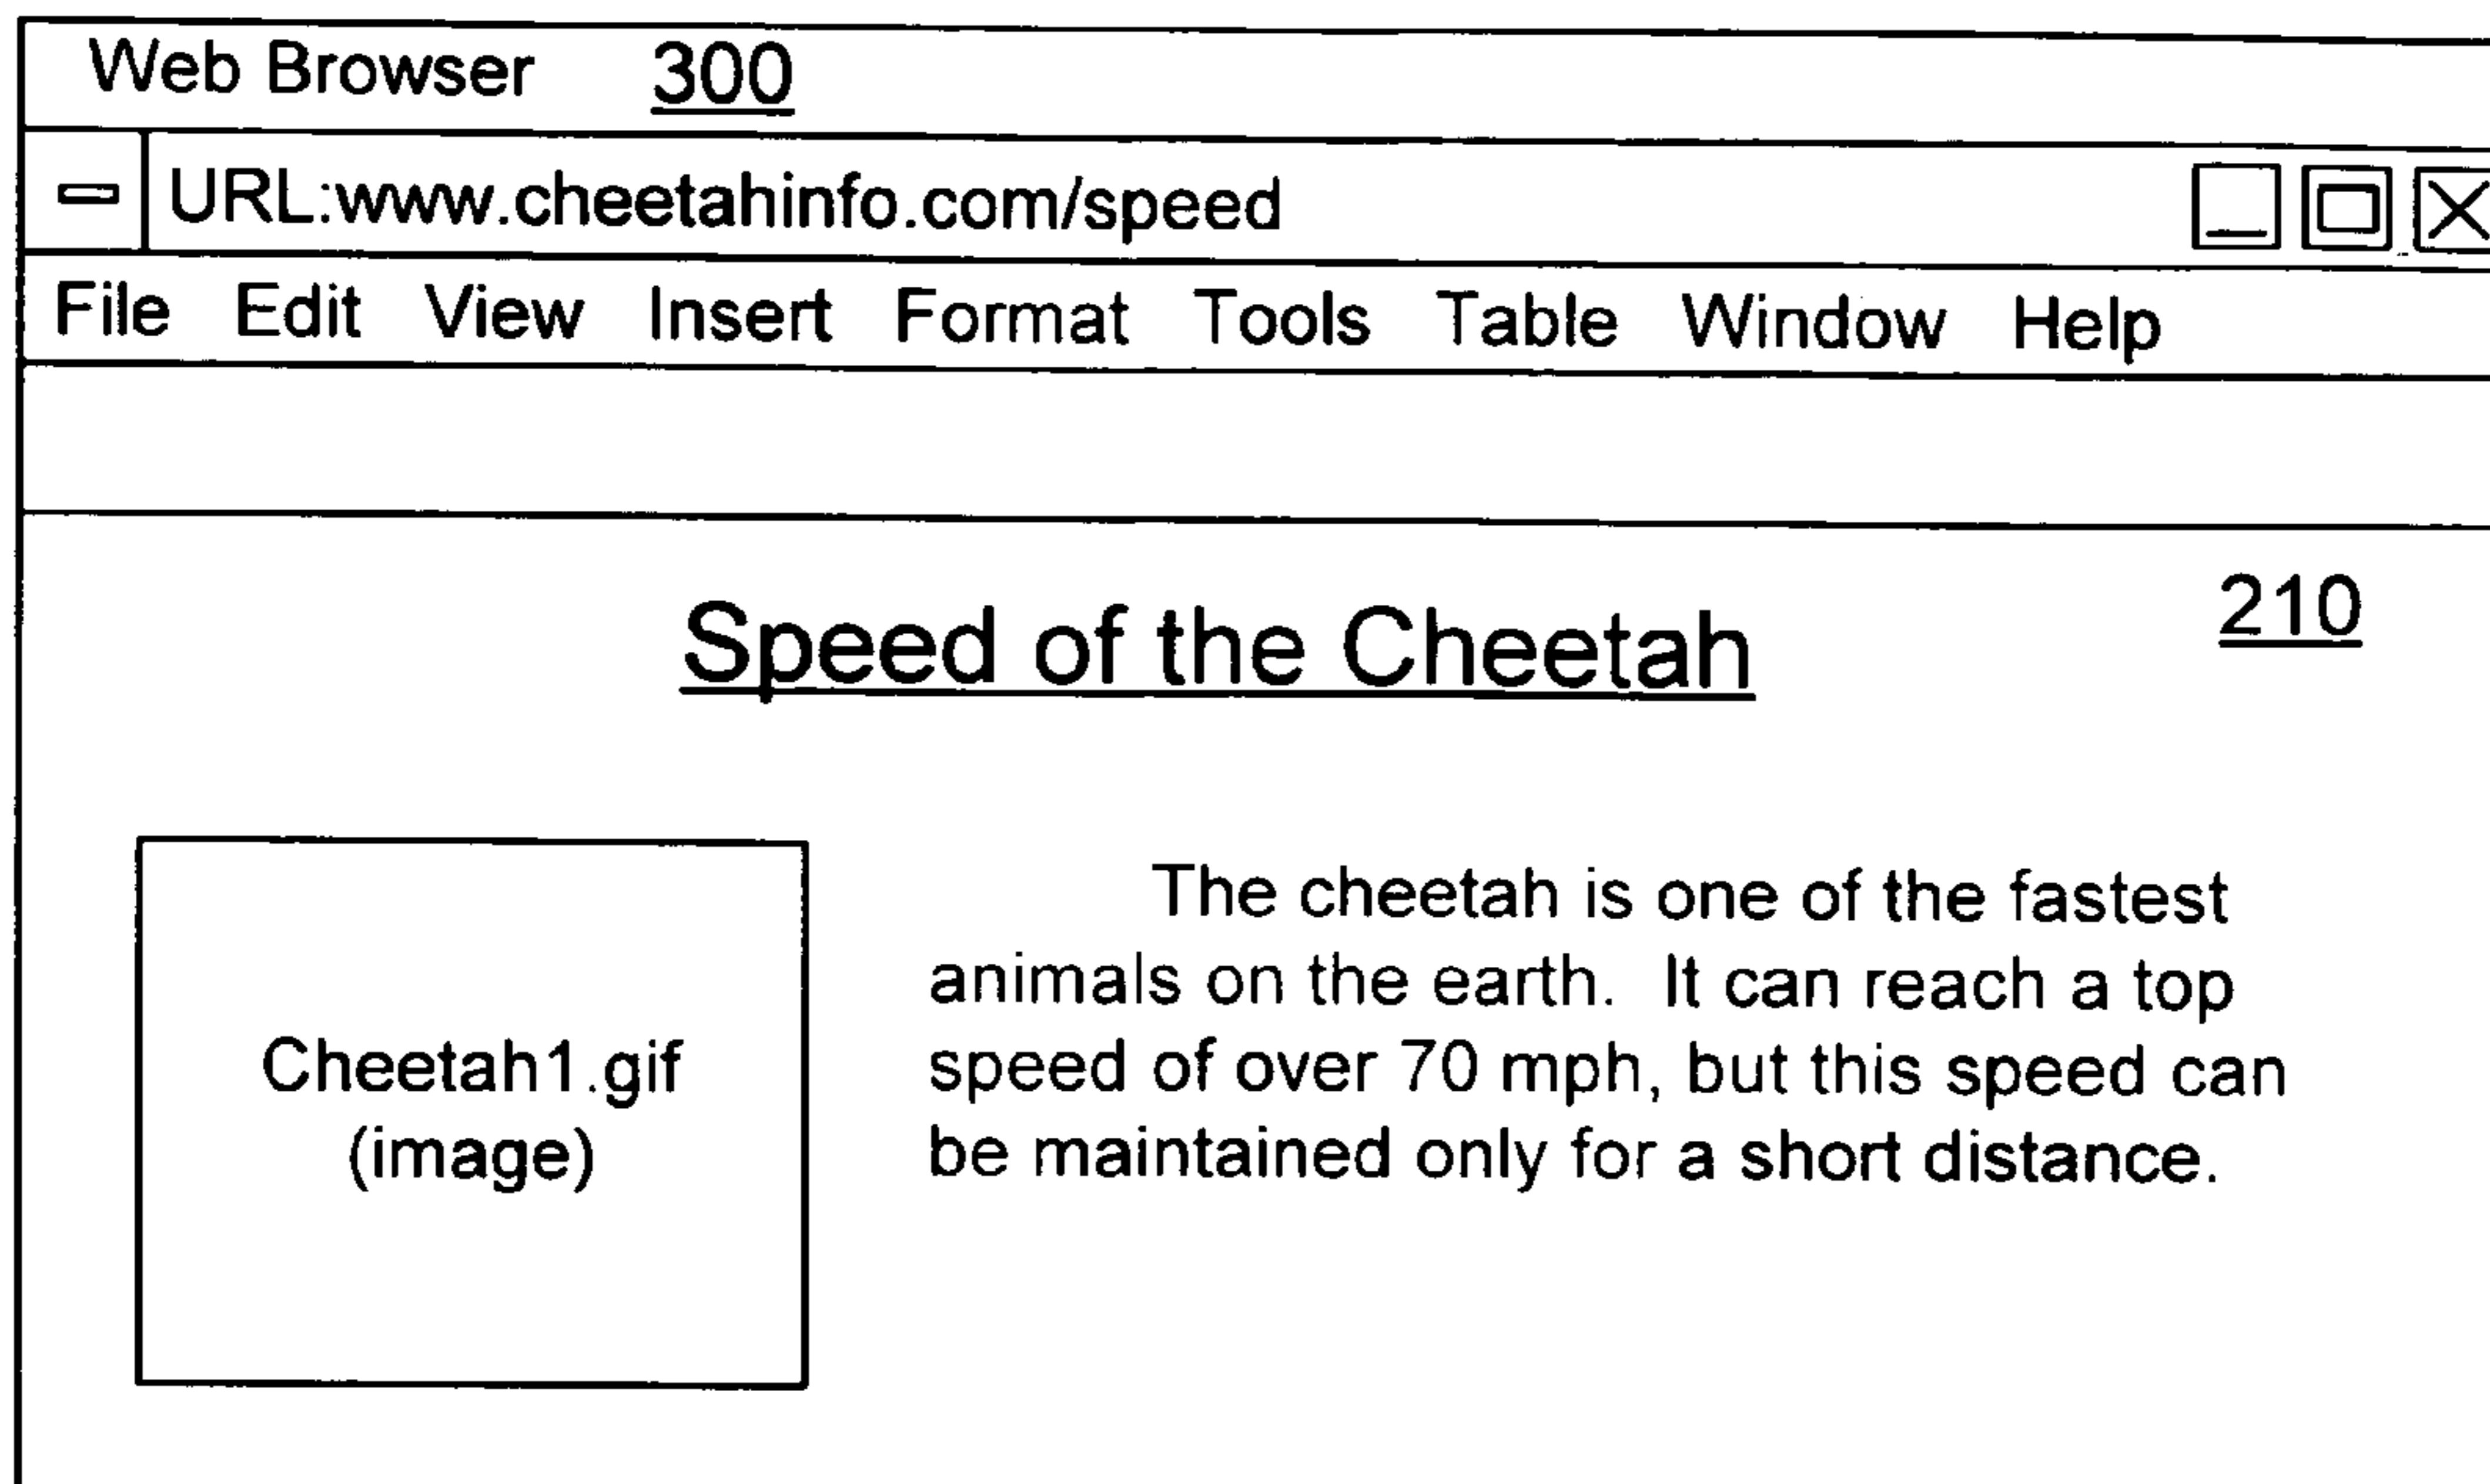 Web Browser 300
URL:www.cheetahinfo.com/speed
File Edit View Insert Format Tools Table Window Help
210
Speed of the Cheetah
Cheetah1.gif
(image)
The cheetah is one of the fastest
animals on the earth. It can reach a top
speed of over 70 mph, but this speed can
be maintained only for a short distance.